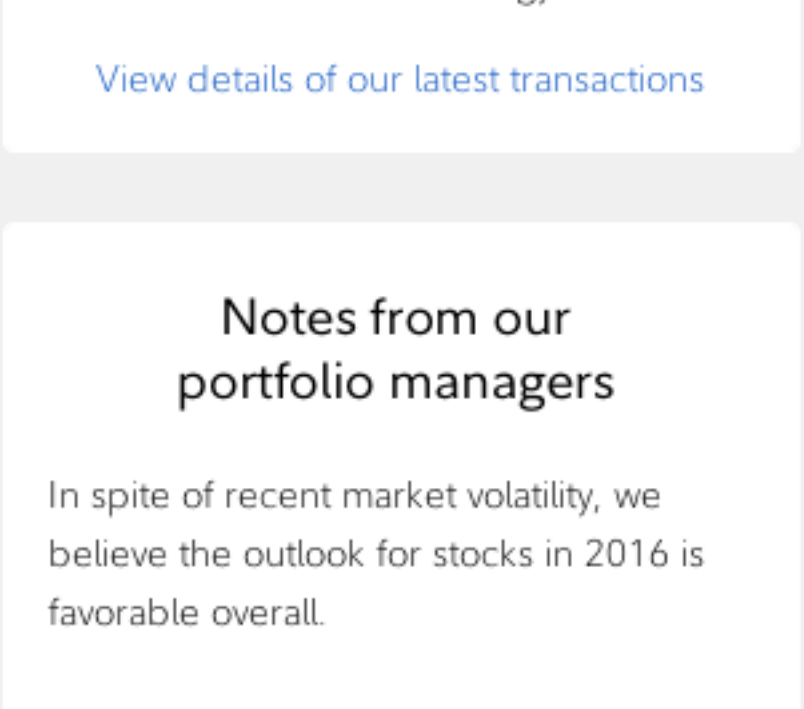 View details of our latest transactions
Notes from our
portfolio managers
In spite of recent market volatility, we
believe the outlook for stocks in 2016 is
favorable overall.